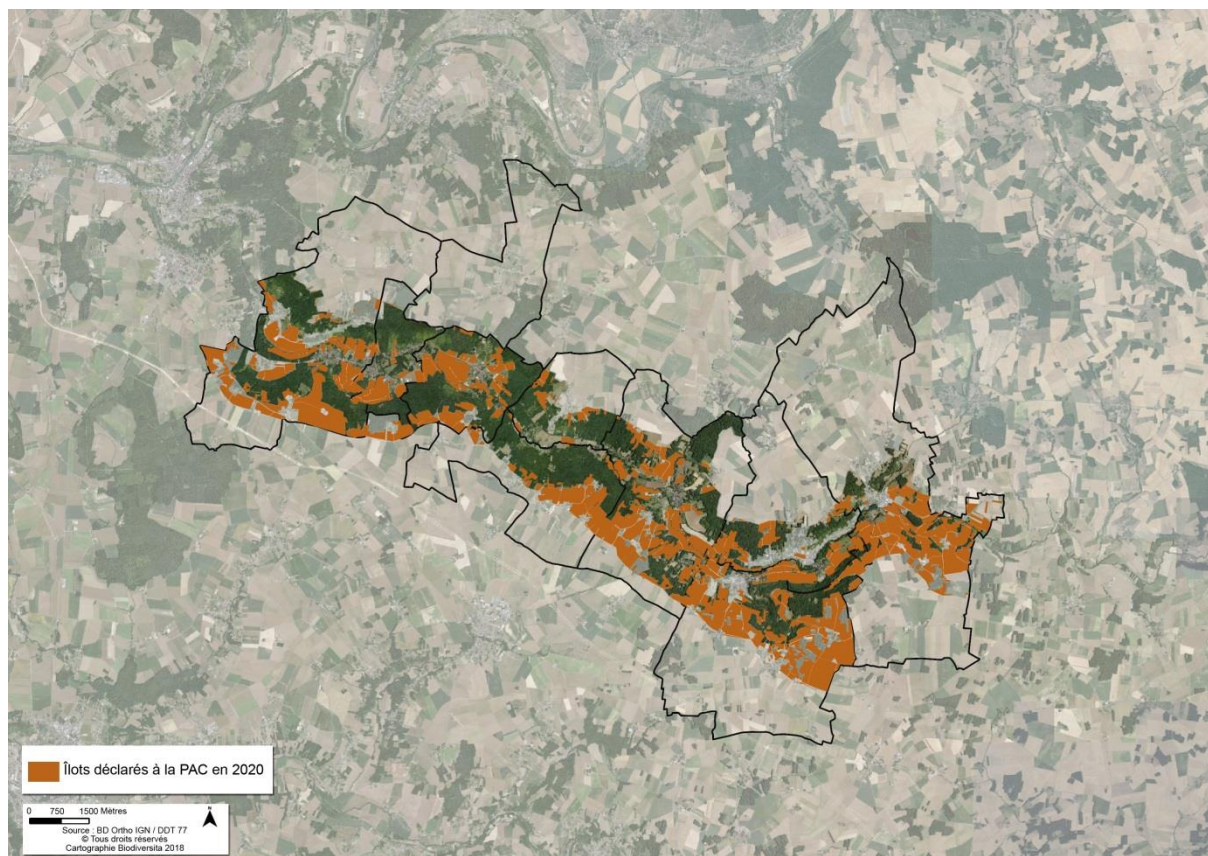 Îlots déclarés à la PAC en 2020
0 750 1500 Mètres
N
Source : BD Ortho IGN / DDT 77
© Tous droits réservés
Cartographie Biodiversita 2018